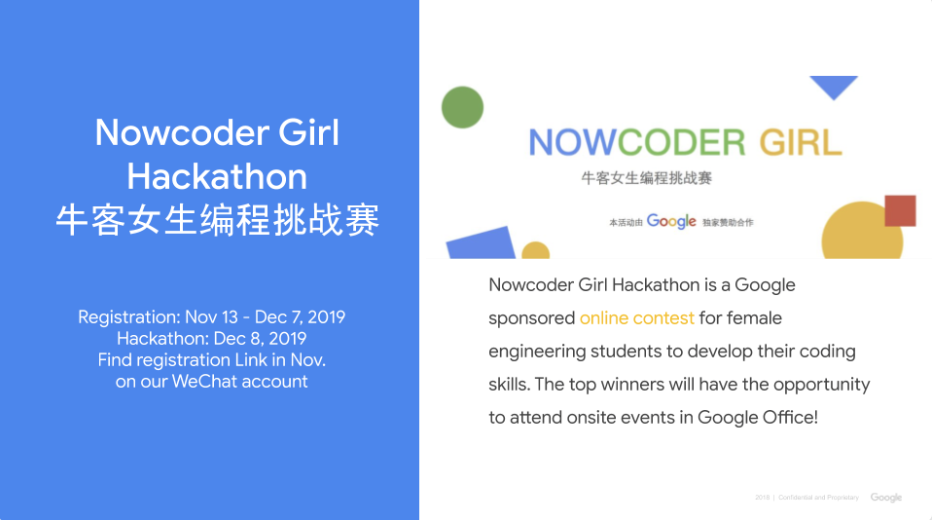 Nowcoder Girl
Hackathon
牛客女生编程挑战赛
Registration: Nov 13 - Dec 7, 2019
Hackathon: Dec 8, 2019
Find registration Link in Nov.
on our WeChat account
NOWCODER GIRL
牛客女生编程挑战赛
本活动由 Google 独家赞助合作
Nowcoder Girl Hackathon is a Google
sponsored online contest for female
engineering students to develop their coding
skills. The top winners will have the opportunity
to attend onsite events in Google Office!
2019 | Confidential and Proprietary Google